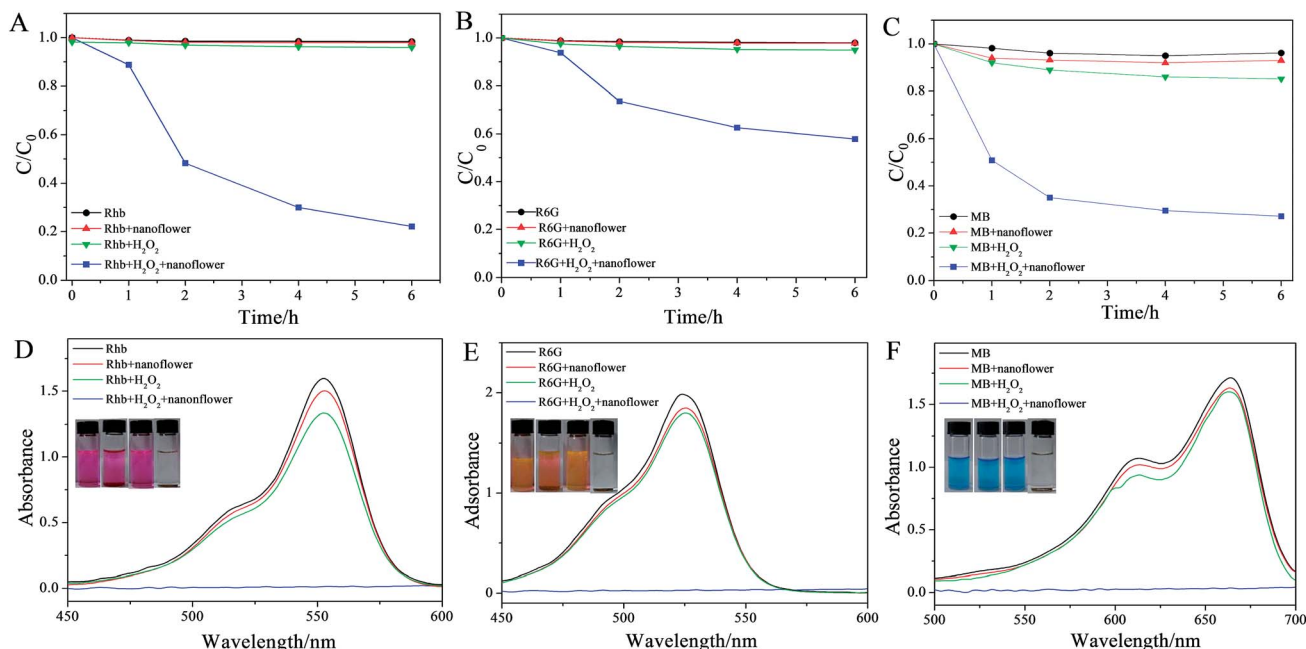 A
C/C0
1.0
0.8
0.6
0.4
0.2
0.0
Rhb
Rhb+nanoflower
Rhb+H2O2
Rhb+H2O2+nanoflower
0 1 2 3 4 5 6
Time/h
B
C/C0
1.0
0.8
0.6
0.4
0.2
0.0
R6G
R6G+nanoflower
R6G+H2O2
R6G+H2O2+nanoflower
0 1 2 3 4 5 6
Time/h
C
C/C0
1.0
0.8
0.6
0.4
0.2
0.0
MB
MB+nanoflower
MB+H2O2
MB+H2O2+nanoflower
0 1 2 3 4 5 6
Time/h
D
Absorbance
1.5
1.0
0.5
0.0
Rhb
Rhb+nanoflower
Rhb+H2O2
Rhb+H2O2+nanonflower
450 500 550 600
Wavelength/nm
E
Adsorbance
2
1
0
R6G
R6G+nanoflower
R6G+H2O2
R6G+H2O2+nanoflower
450 500 550 600
Wavelength/nm
F
Absorbance
1.5
1.0
0.5
0.0
MB
MB+nanoflower
MB+H2O2
MB+H2O2+nanoflower
500 550 600 650 700
Wavelength/nm